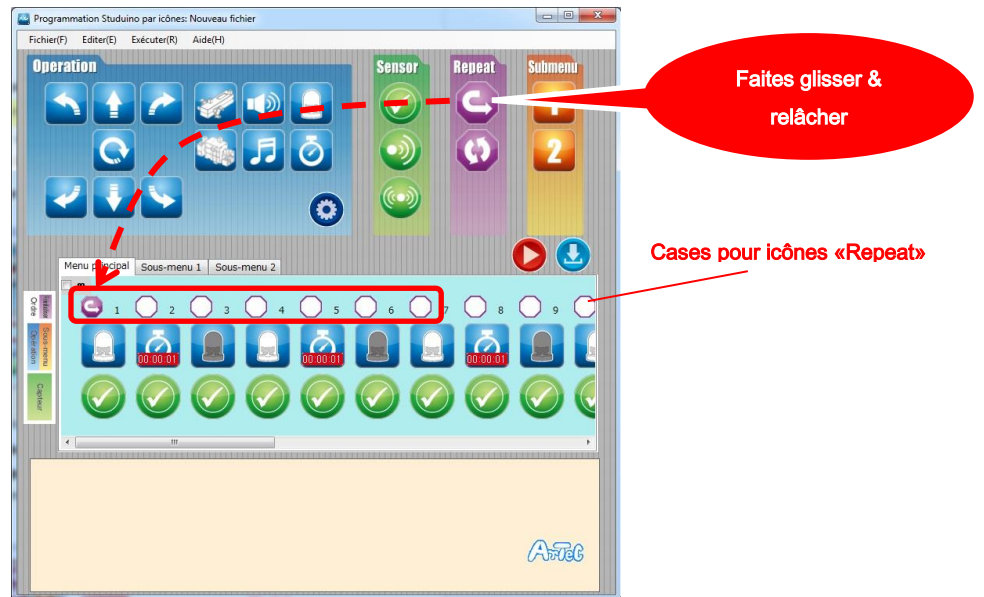 Programmation Studuino par icônes: Nouveau fichier
Fichier(F) Editer(E) Exécuter(R) Aide(H)
Operation Sensor Repeat Submenu
1
2
Faites glisser &
relâcher
Cases pour icônes «Repeat»
Menu principal Sous-menu 1 Sous-menu 2
Ordre
Opération Sous-menu
Capteur
1 2 3 4 5 6 7 8 9
00:00:01 00:00:01 00:00:01
ArTeC